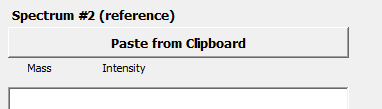 Spectrum #2 (reference)
Paste from Clipboard
Mass Intensity